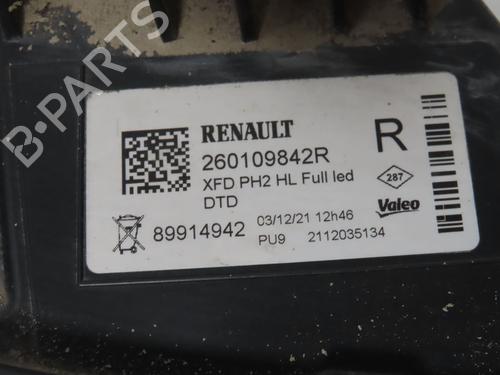 RENAULT
R
260109842R
XFD PH2 HL Full led
DTD
287
Valeo
89914942
03/12/21 12h46
PU9 2112035134
B-PARTS